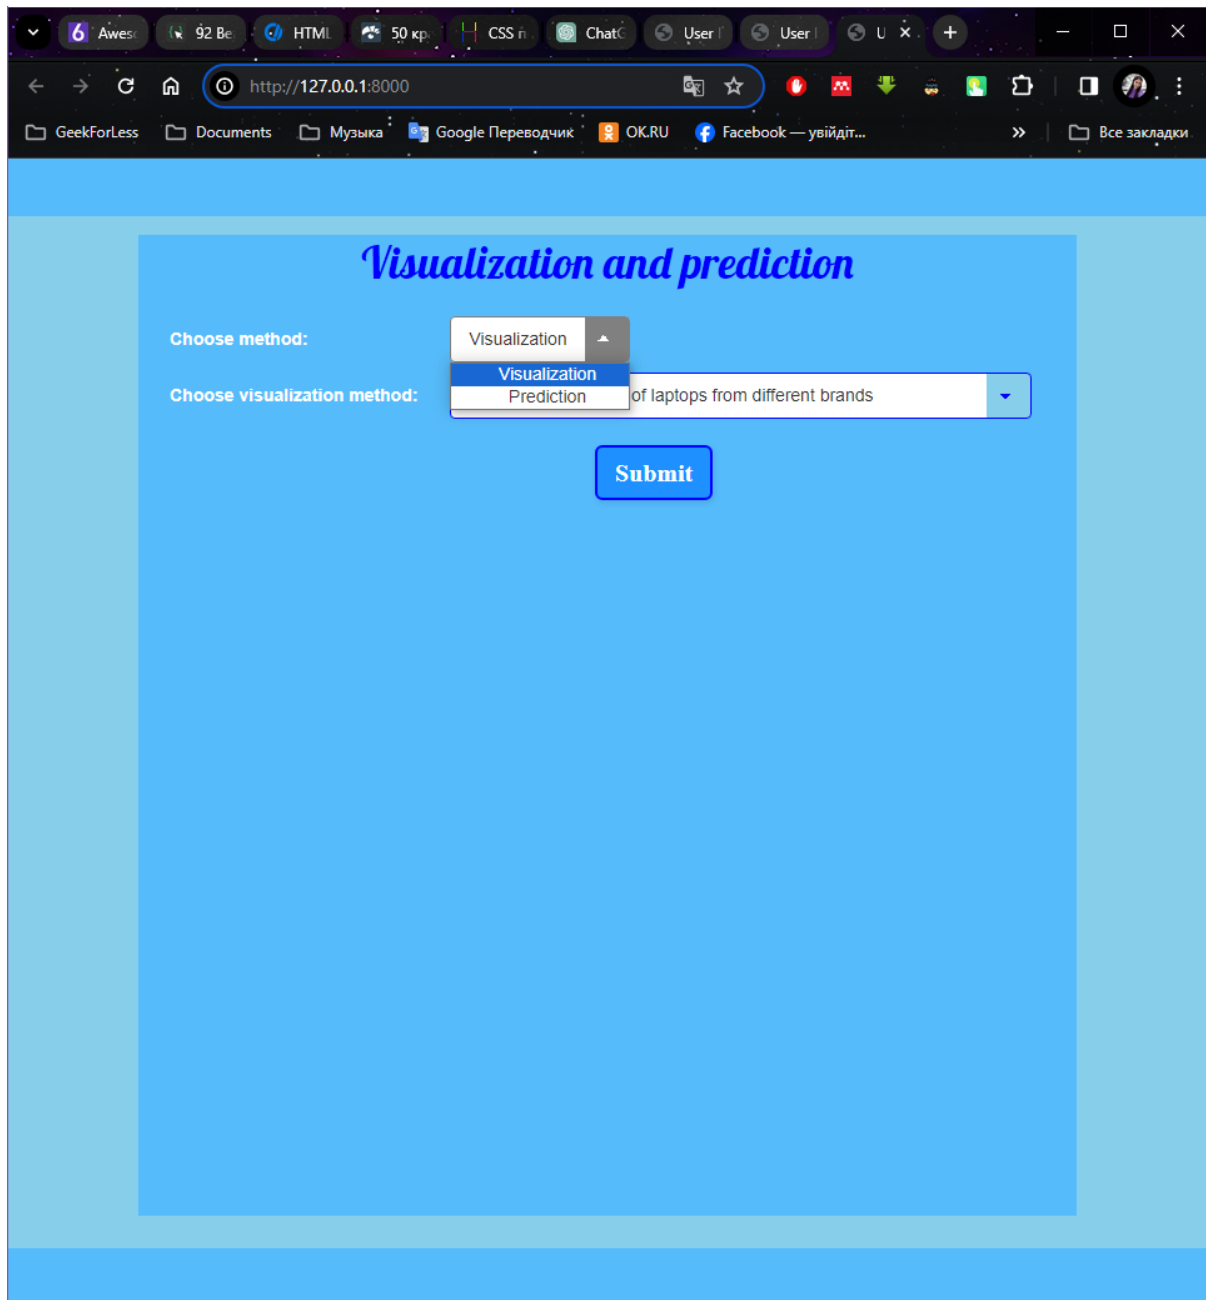 Awes
92 Be
HTML
50 кр
CSS п
ChatG
User
User
U
http://127.0.0.1:8000
GeekForLess
Documents
Музыка
Google Переводчик
OK.RU
Facebook — увійдіт...
Все закладки
Visualization and prediction
Choose method:
Visualization
Visualization
Prediction
Choose visualization method:
of laptops from different brands
Submit